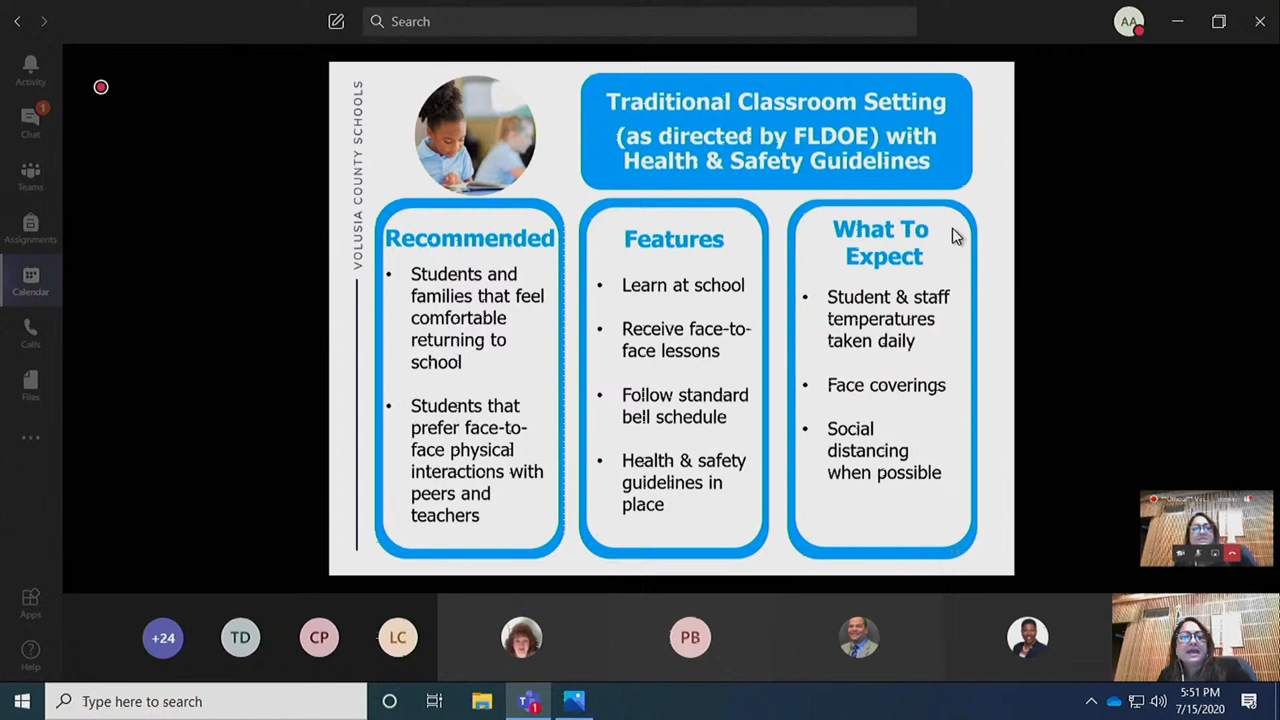 Search
AA
Activity
1
Chat
Teams
Assignments
Calendar
Calls
Files
Apps
Help
VOLUSIA COUNTY SCHOOLS
Traditional Classroom Setting
(as directed by FLDOE) with
Health & Safety Guidelines
Recommended
• Students and
families that feel
comfortable
returning to
school
• Students that
prefer face-to-
face physical
interactions with
peers and
teachers
Features
• Learn at school
• Receive face-to-
face lessons
• Follow standard
bell schedule
• Health & safety
guidelines in
place
What To
Expect
• Student & staff
temperatures
taken daily
• Face coverings
• Social
distancing
when possible
+24
TD
CP
LC
PB
Type here to search
1
5:51 PM
7/15/2020